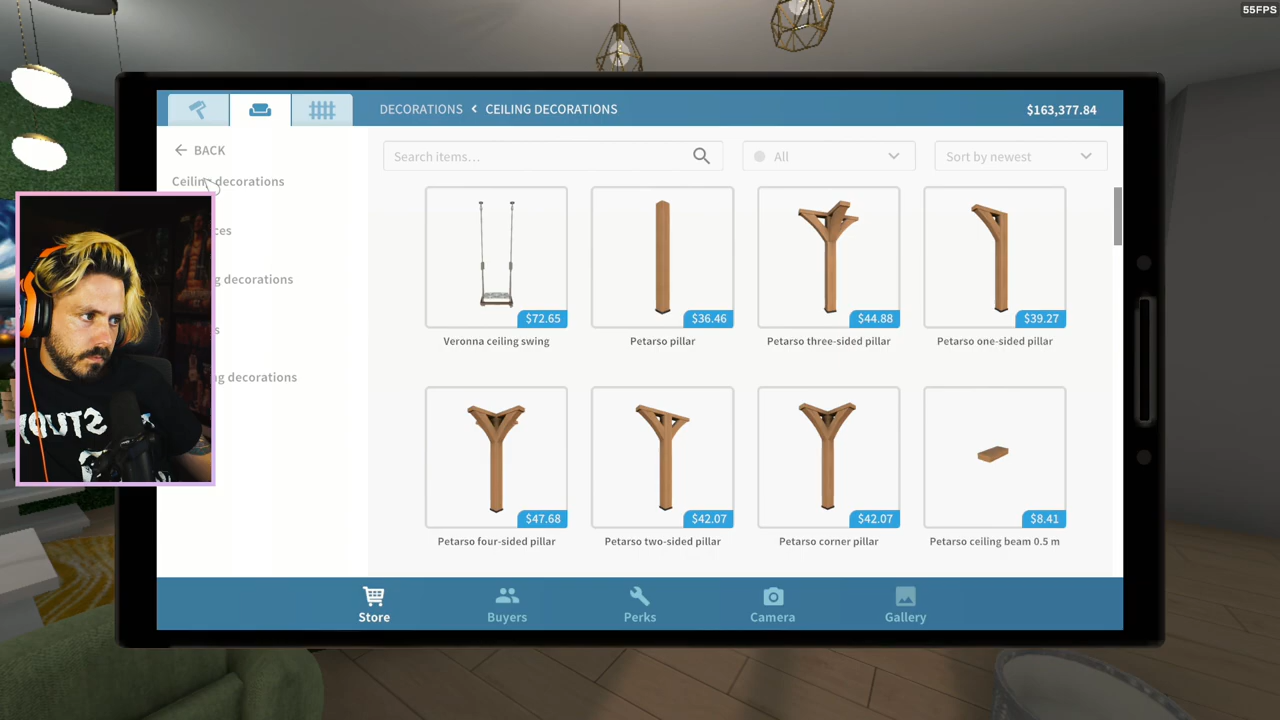 55FPS
DECORATIONS < CEILING DECORATIONS
$163,377.84
BACK
Search items...
All
Sort by newest
Ceiling decorations
ces
g decorations
s
ng decorations
$72.65
$36.46
$44.88
$39.27
Veronna ceiling swing
Petarso pillar
Petarso three-sided pillar
Petarso one-sided pillar
$47.68
$42.07
$42.07
$8.41
Petarso four-sided pillar
Petarso two-sided pillar
Petarso corner pillar
Petarso ceiling beam 0.5 m
Store
Buyers
Perks
Camera
Gallery